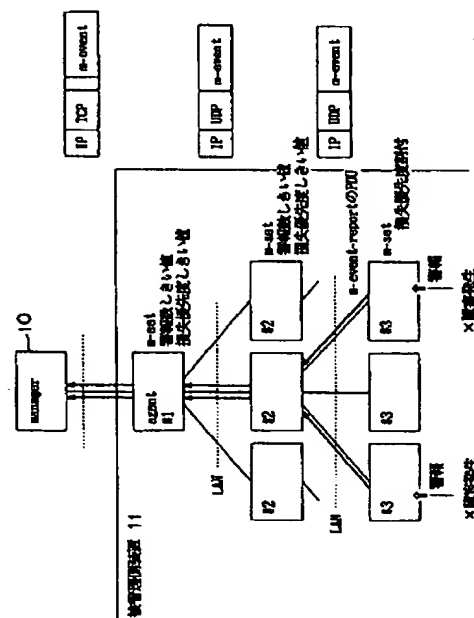 10
manager
IP TCP m-event
被管理側装置 11
agent
#1
m-set
警報数しきい値
損失優先度しきい値
IP UDP m-event
LAN
#2
#2
#2
m-set
警報数しきい値
損失優先度しきい値
m-event-reportのPDU
IP UDP m-event
LAN
#3
#3
#3
m-set
損失優先度割付
警報
×障害発生
警報
×障害発生